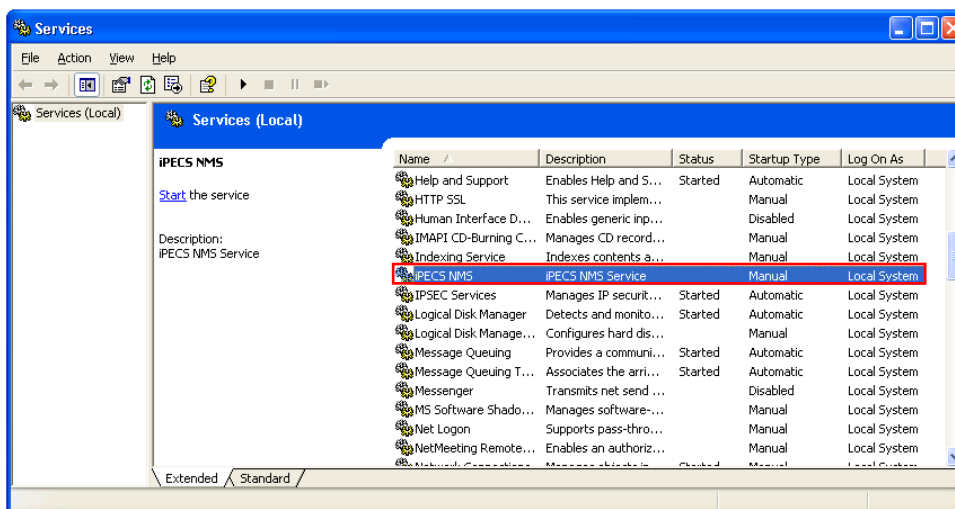 Services
File Action View Help
Services (Local)
Services (Local)
iPECS NMS
Start the service
Description:
iPECS NMS Service
Name Description Status Startup Type Log On As
Help and Support Enables Help and S... Started Automatic Local System
HTTP SSL This service implem... Manual Local System
Human Interface D... Enables generic inp... Disabled Local System
IMAPI CD-Burning C... Manages CD record... Manual Local System
Indexing Service Indexes contents a... Manual Local System
iPECS NMS iPECS NMS Service Manual Local System
IPSEC Services Manages IP securit... Started Automatic Local System
Logical Disk Manager Detects and monito... Started Automatic Local System
Logical Disk Manage... Configures hard dis... Manual Local System
Message Queuing Provides a communi... Started Automatic Local System
Message Queuing T... Associates the arri... Started Automatic Local System
Messenger Transmits net send ... Disabled Local System
MS Software Shado... Manages software-... Manual Local System
Net Logon Supports pass-thro... Manual Local System
NetMeeting Remote... Enables an authoriz... Manual Local System
Extended Standard